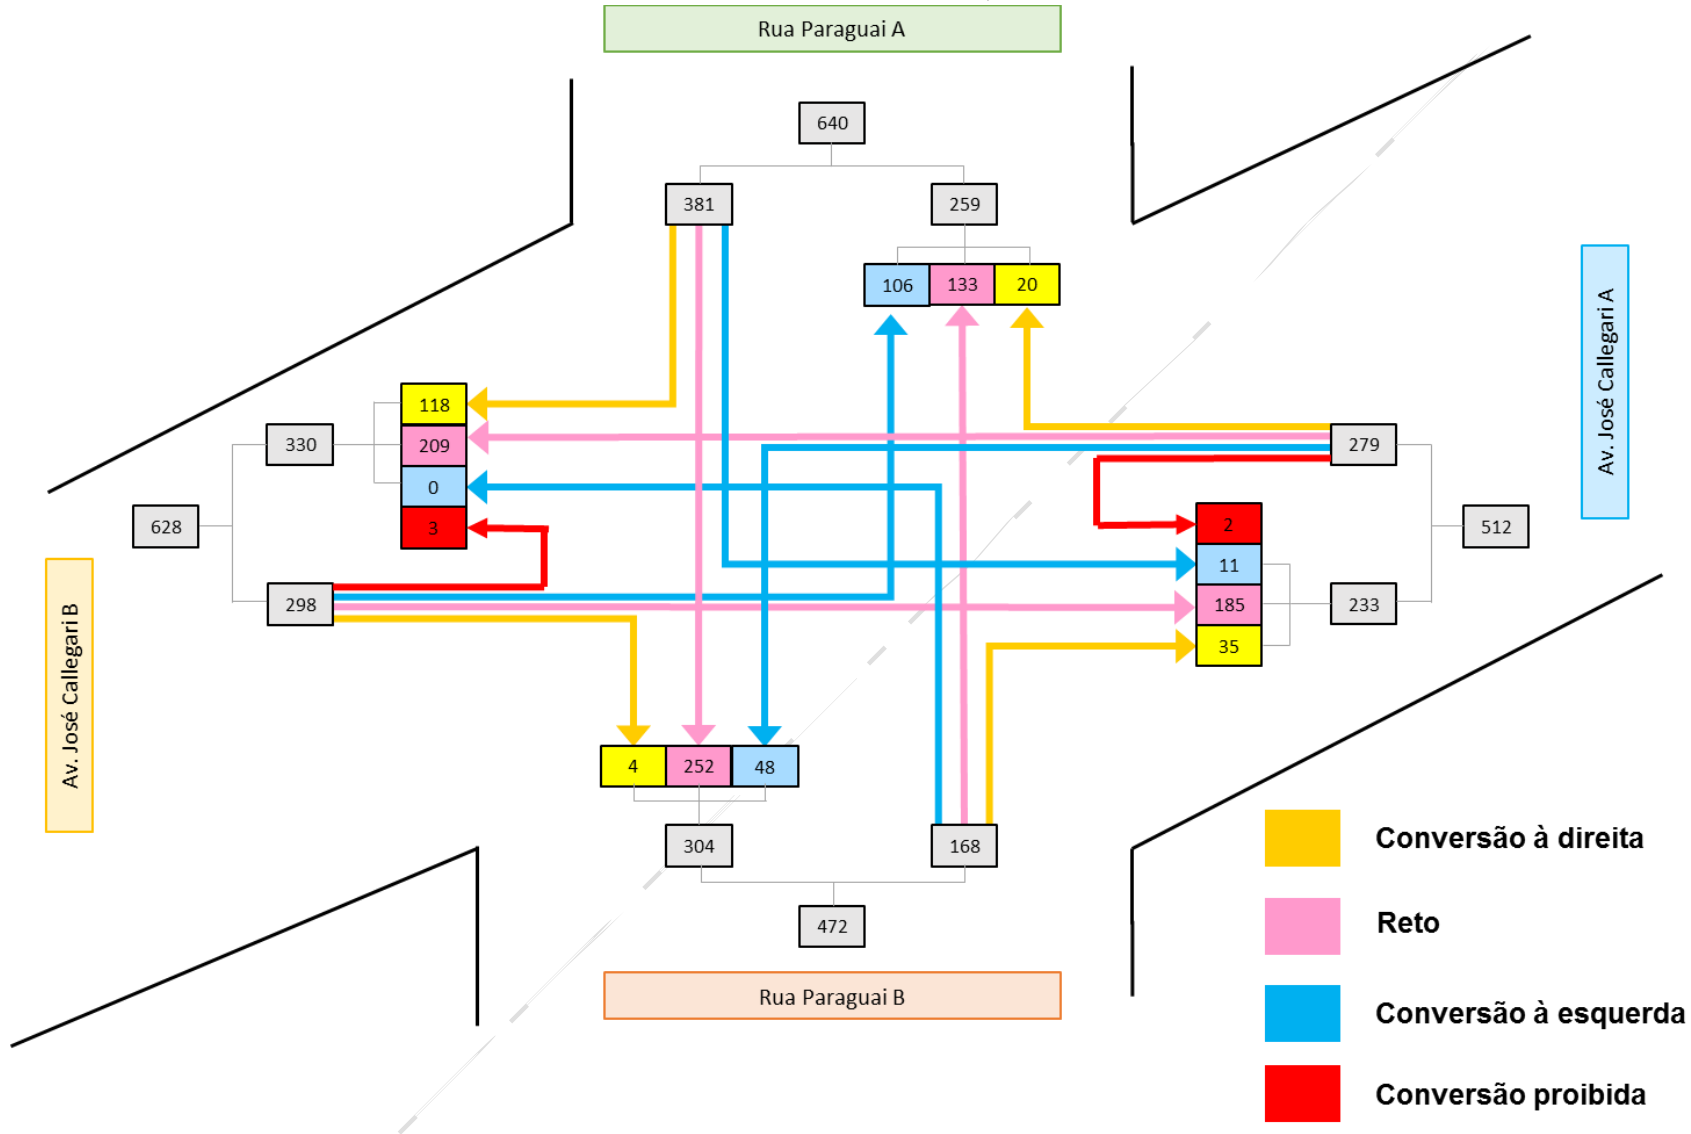 Rua Paraguai A
640
381
259
106 133 20
Av. José Callegari A
118
209
0
3
330
628
298
279
512
2
11
185
35
233
Av. José Callegari B
4 252 48
304
168
472
Rua Paraguai B
Conversão à direita
Reto
Conversão à esquerda
Conversão proibida